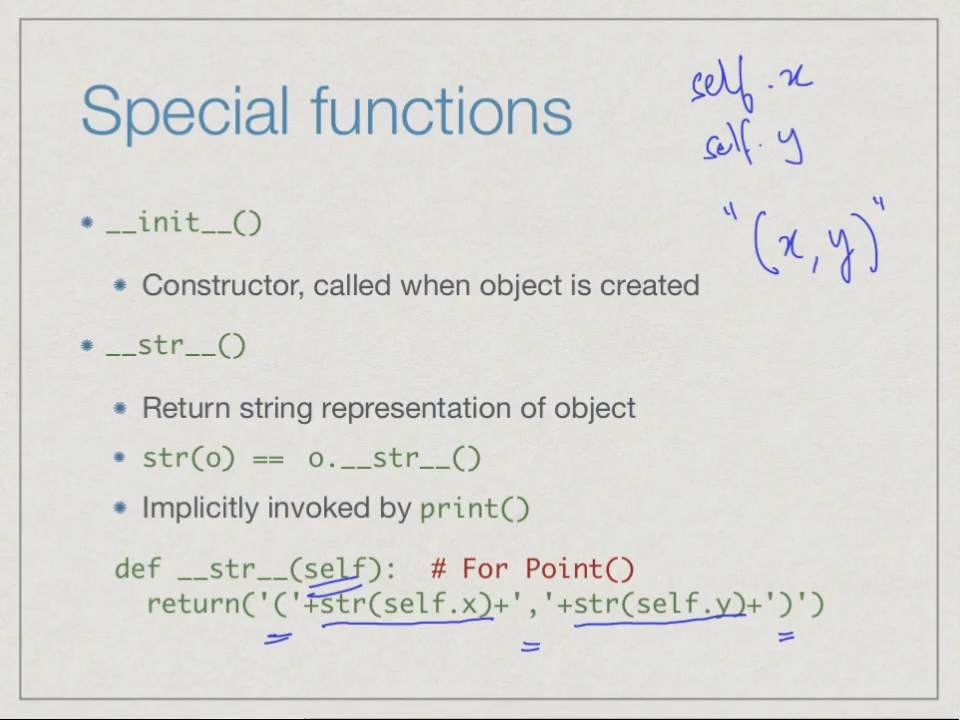 Special functions
self.x
self.y
"(x,y)"
__init__()
Constructor, called when object is created
__str__()
Return string representation of object
str(o) == o.__str__()
Implicitly invoked by print()
def __str__(self): # For Point()
return('('+str(self.x)+','+str(self.y)+')')